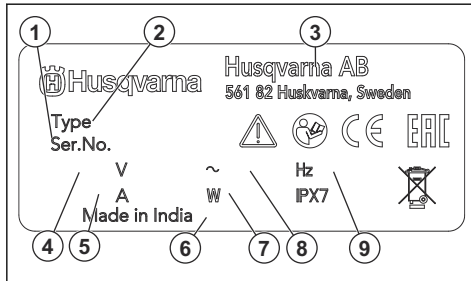 1
2
3
Husqvarna
Husqvarna AB
561 82 Huskvarna, Sweden
Type
Ser.No.
CE EAC
V ~ Hz
A W IPX7
Made in India
4
5
6
7
8
9